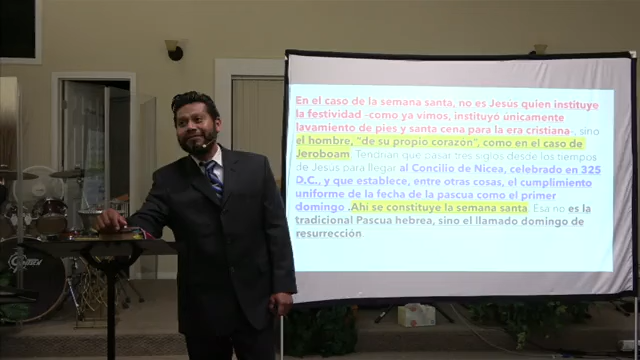 En el caso de la semana santa, no es Jesús quien instituye
la festividad -como ya vimos, instituyó únicamente
lavamiento de pies y santa cena para la era cristiana-, sino
el hombre, "de su propio corazón", como en el caso de
Jeroboam. Tendrían que pasar tres siglos desde los tiempos
de Jesús para llegar al Concilio de Nicea, celebrado en 325
D.C., y que establece, entre otras cosas, el cumplimiento
uniforme de la fecha de la pascua como el primer
domingo .Ahí se constituye la semana santa. Esa no es la
tradicional Pascua hebrea, sino el llamado domingo de
resurrección